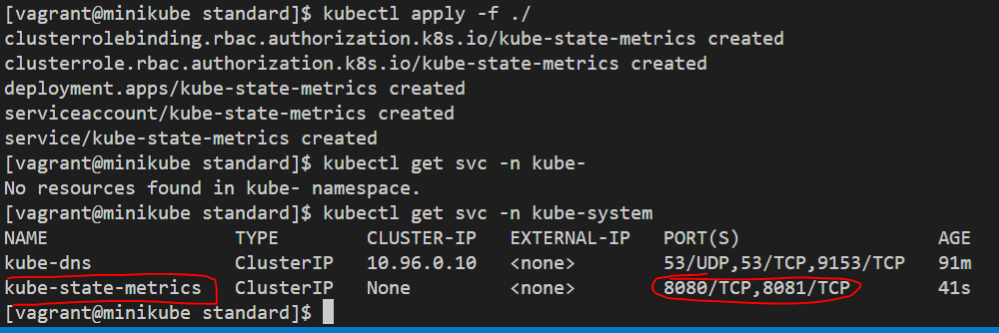 [vagrant@minikube standard]$ kubectl apply -f ./
clusterrolebinding.rbac.authorization.k8s.io/kube-state-metrics created
clusterrole.rbac.authorization.k8s.io/kube-state-metrics created
deployment.apps/kube-state-metrics created
serviceaccount/kube-state-metrics created
service/kube-state-metrics created
[vagrant@minikube standard]$ kubectl get svc -n kube-
No resources found in kube- namespace.
[vagrant@minikube standard]$ kubectl get svc -n kube-system
NAME TYPE CLUSTER-IP EXTERNAL-IP PORT(S) AGE
kube-dns ClusterIP 10.96.0.10 <none> 53/UDP,53/TCP,9153/TCP 91m
kube-state-metrics ClusterIP None <none> 8080/TCP,8081/TCP 41s
[vagrant@minikube standard]$